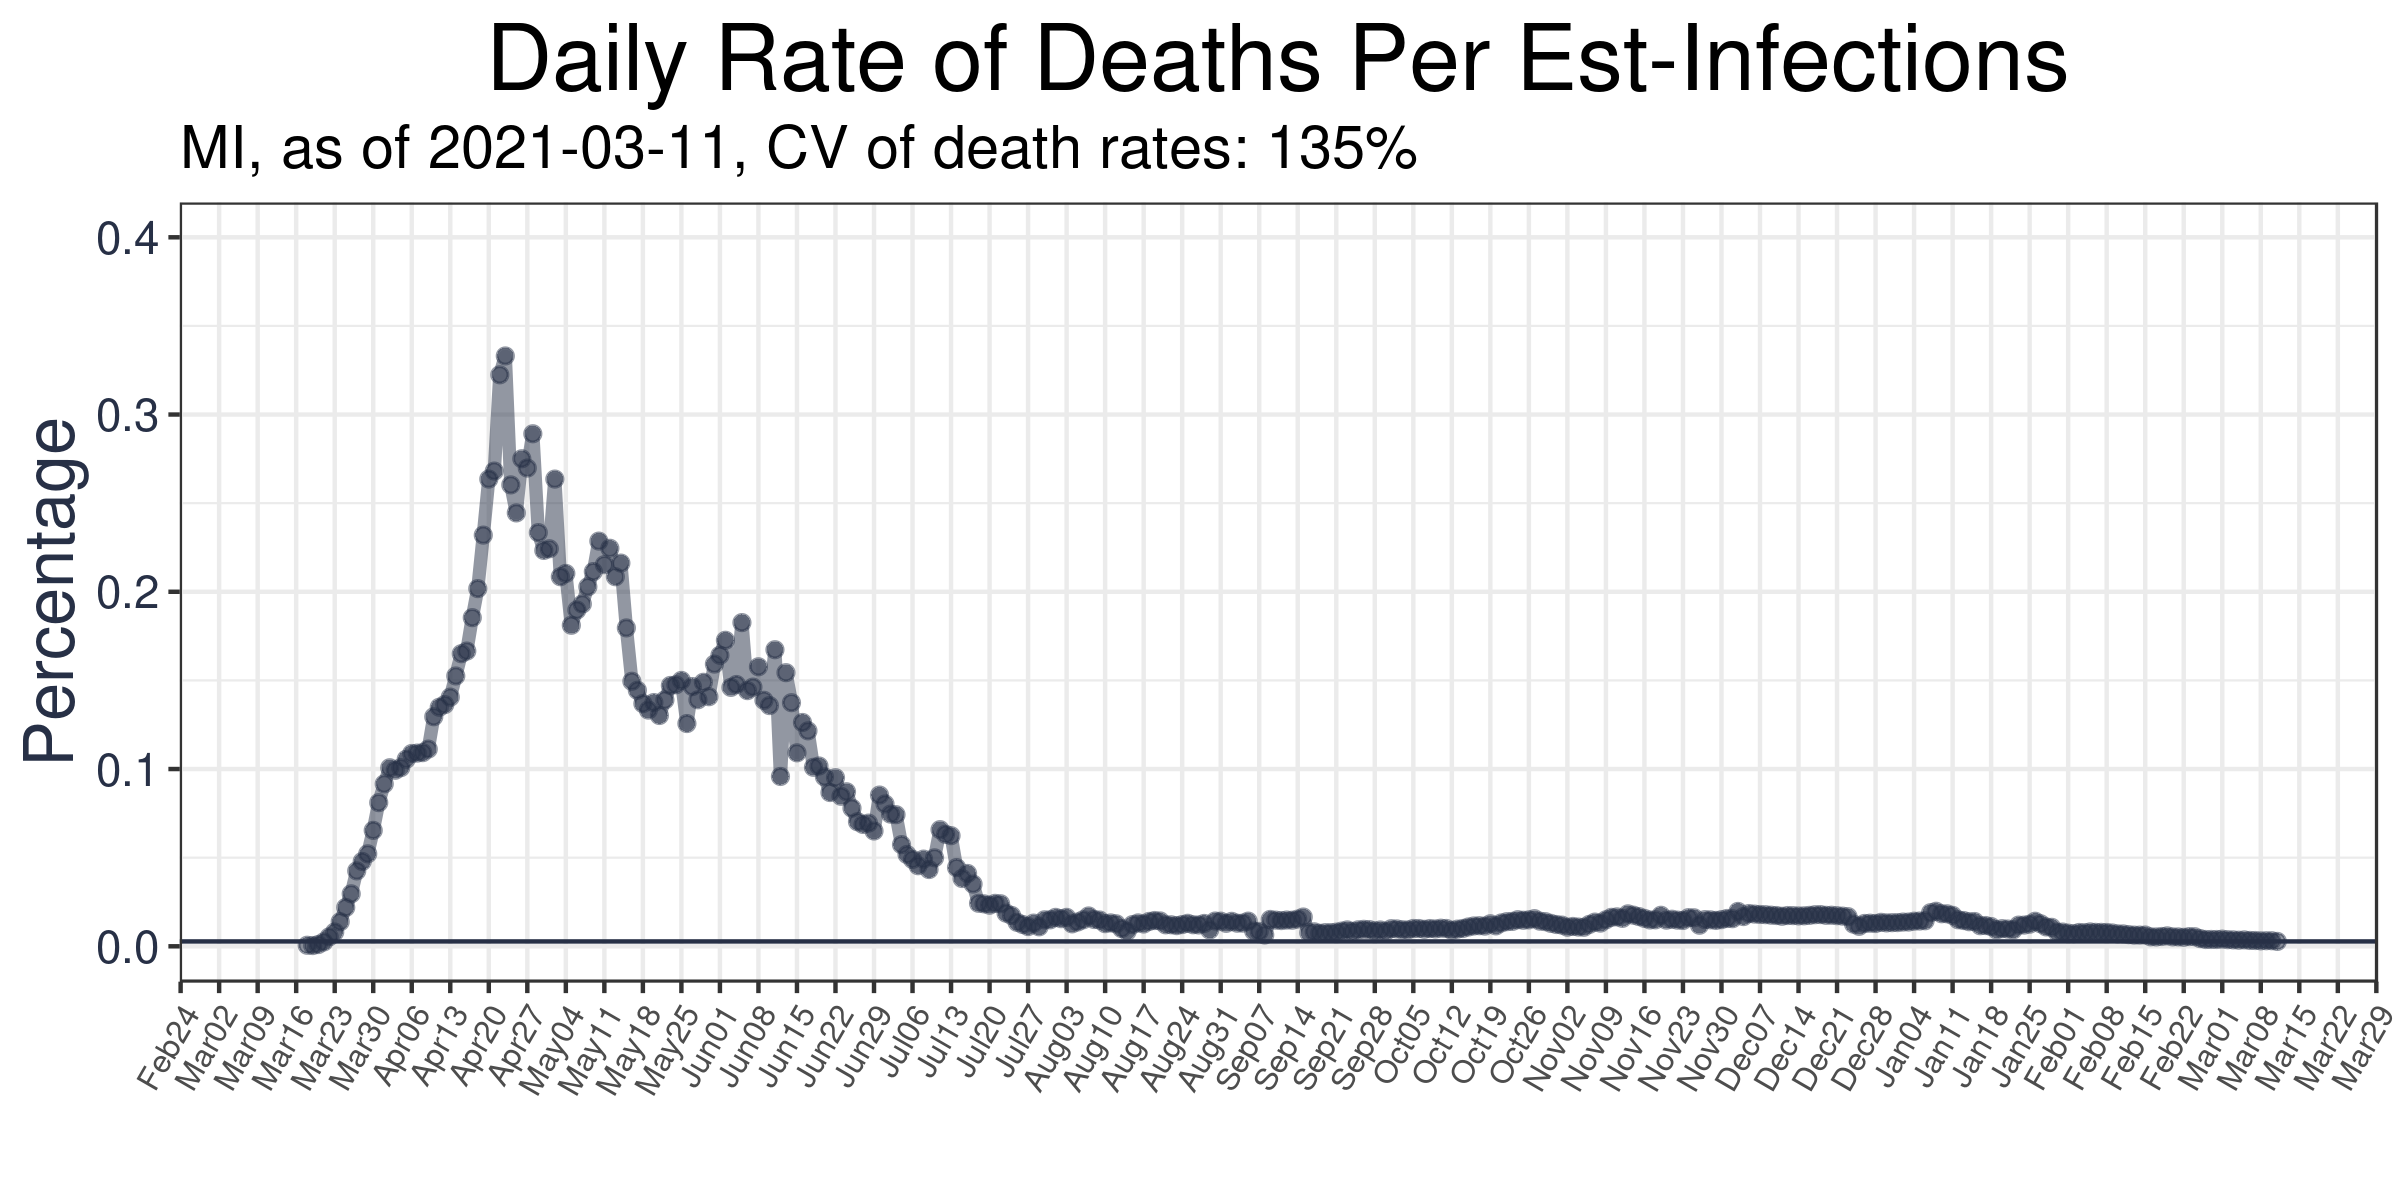 Daily Rate of Deaths Per Est-Infections
MI, as of 2021-03-11, CV of death rates: 135%
Percentage
0.4
0.3
0.2
0.1
0.0
Feb24
Mar02
Mar09
Mar16
Mar23
Mar30
Apr06
Apr13
Apr20
Apr27
May04
May11
May18
May25
Jun01
Jun08
Jun15
Jun22
Jun29
Jul06
Jul13
Jul20
Jul27
Aug03
Aug10
Aug17
Aug24
Aug31
Sep07
Sep14
Sep21
Sep28
Oct05
Oct12
Oct19
Oct26
Nov02
Nov09
Nov16
Nov23
Nov30
Dec07
Dec14
Dec21
Dec28
Jan04
Jan11
Jan18
Jan25
Feb01
Feb08
Feb15
Feb22
Mar01
Mar08
Mar15
Mar22
Mar29